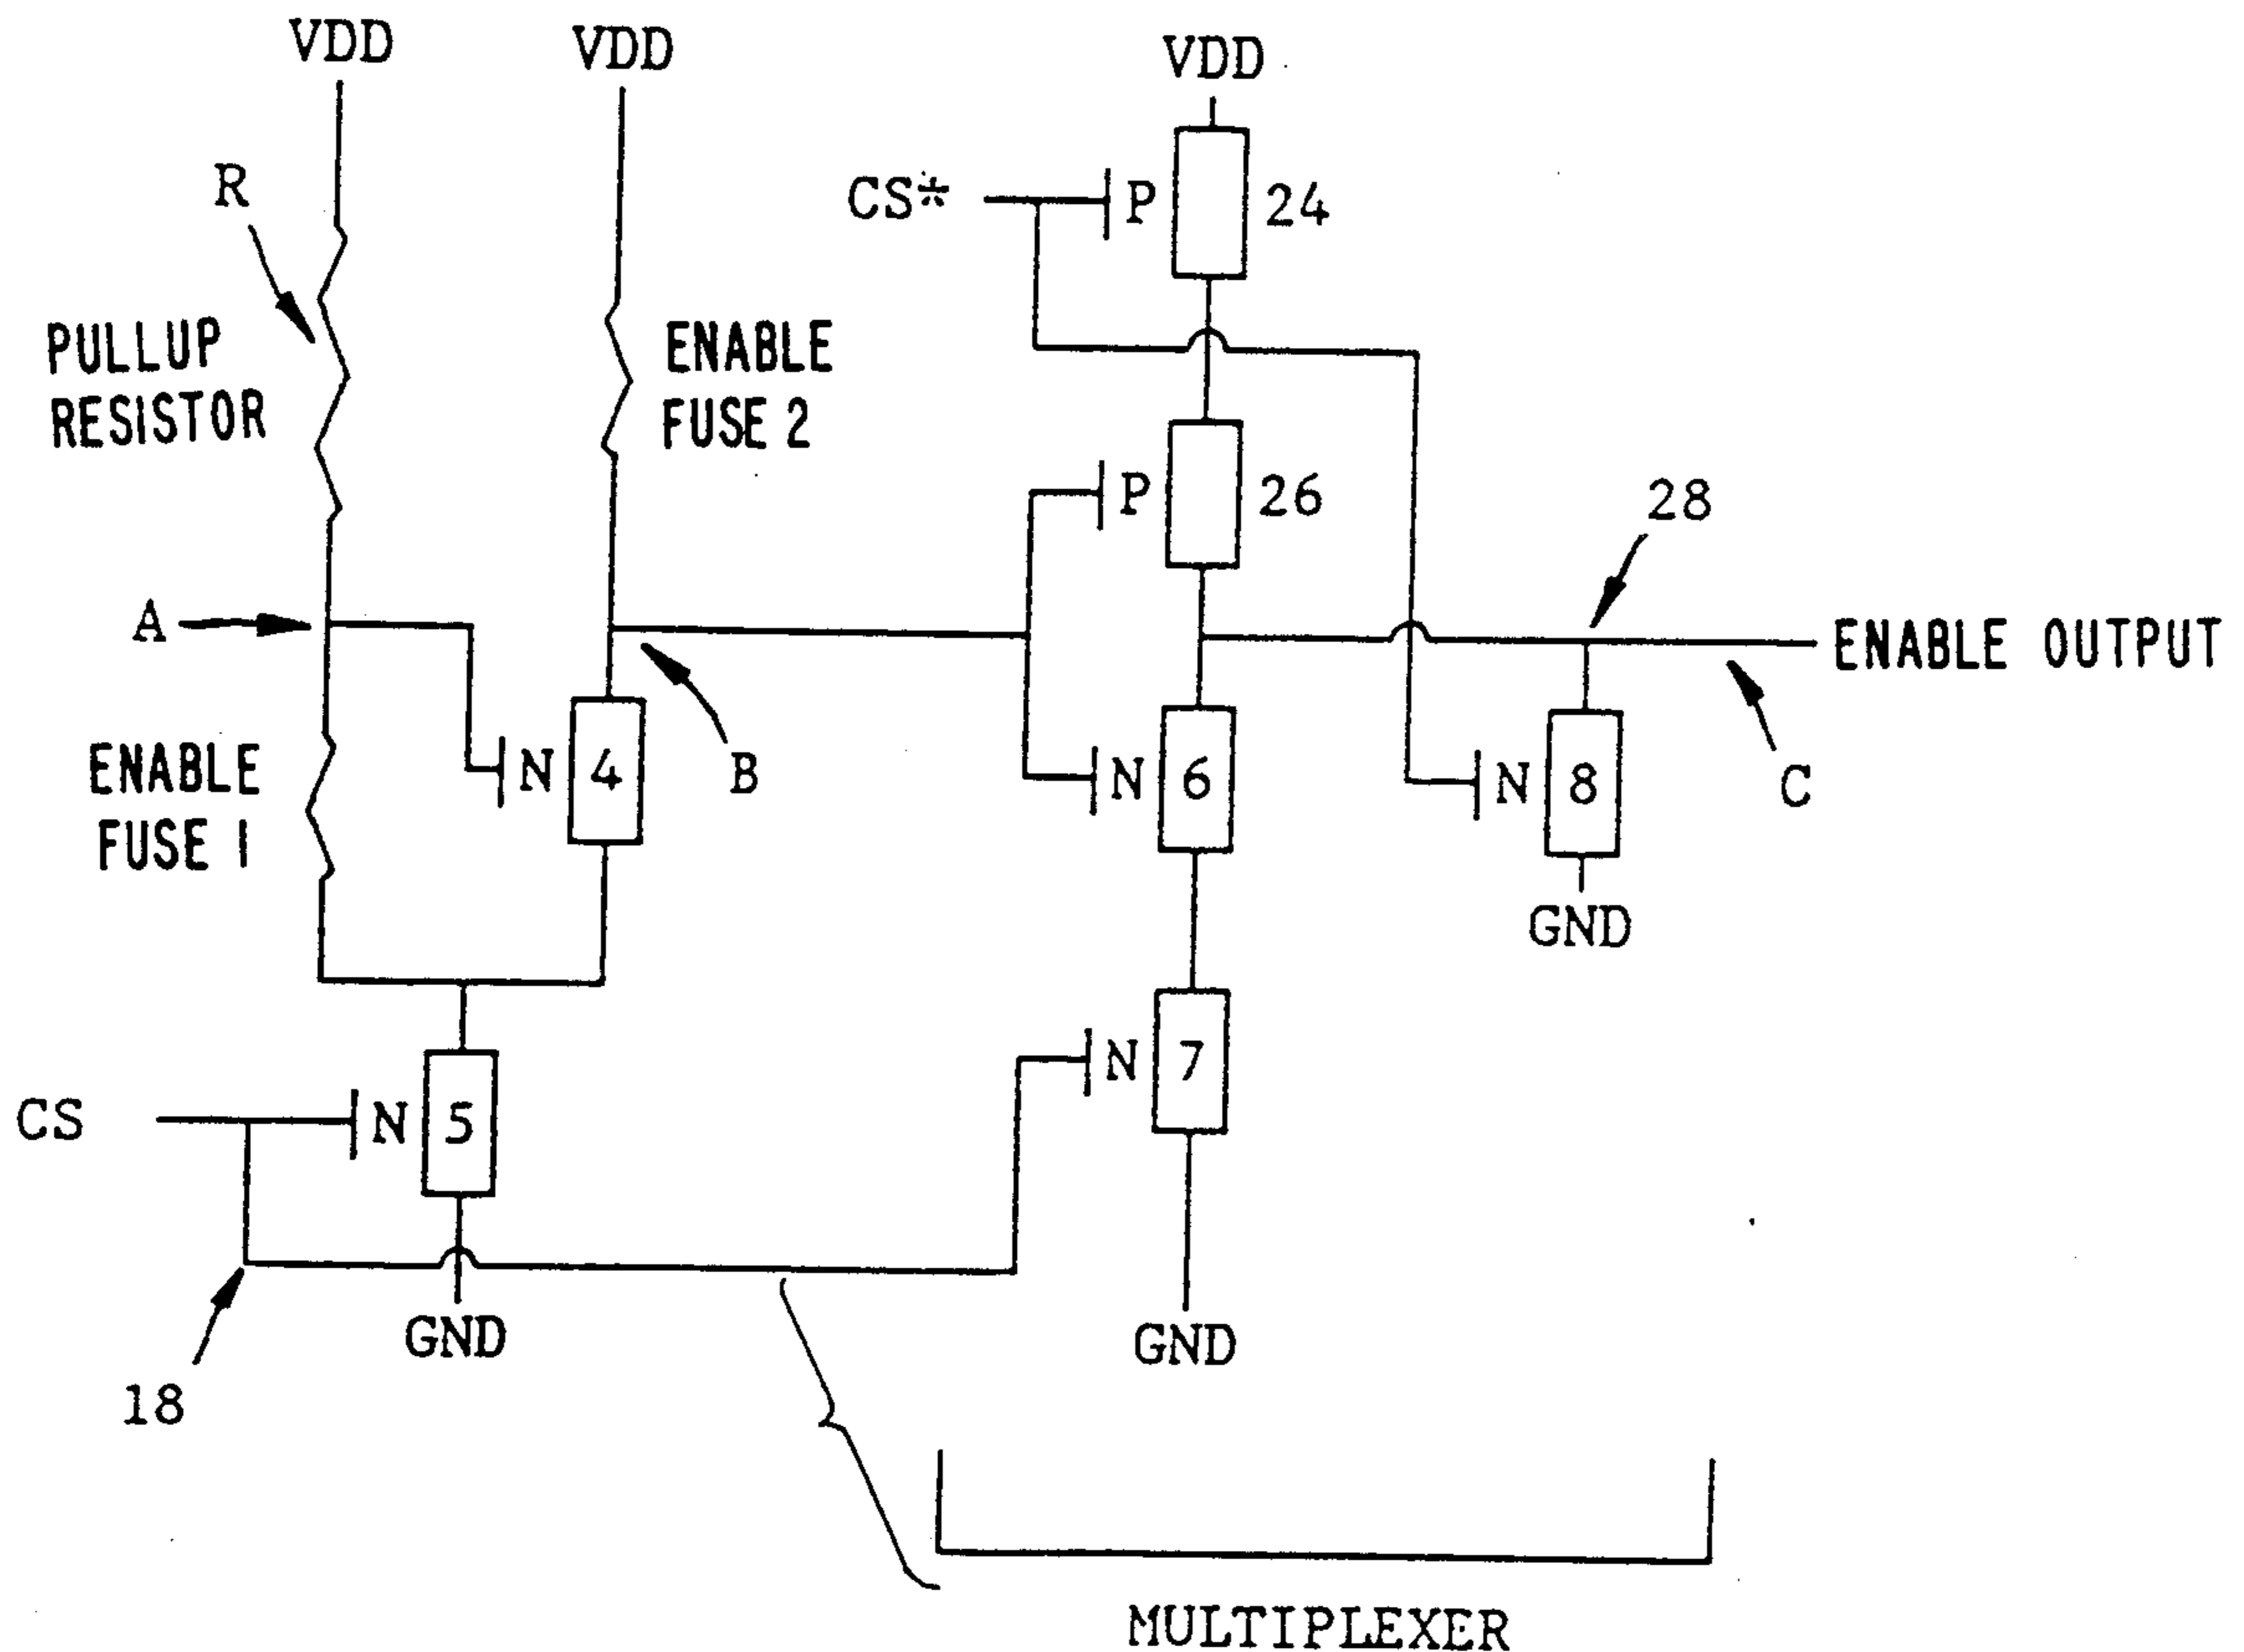 VDD
VDD
VDD
R
CS*
P
24
PULLUP
RESISTOR
ENABLE
FUSE 2
P
26
28
A
ENABLE OUTPUT
ENABLE
FUSE 1
N
4
B
N
6
N
8
C
GND
CS
N
5
N
7
18
GND
GND
MULTIPLEXER